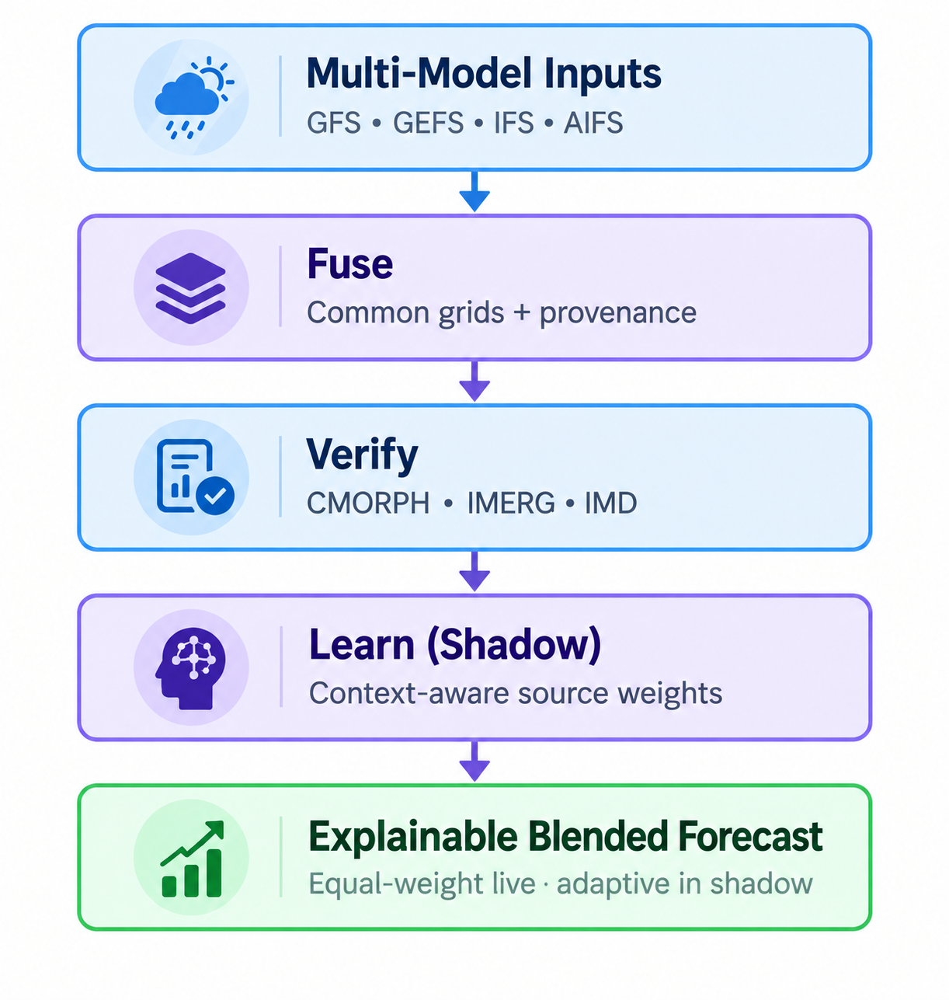 Multi-Model Inputs
GFS • GEFS • IFS • AIFS
Fuse
Common grids + provenance
Verify
CMORPH • IMERG • IMD
Learn (Shadow)
Context-aware source weights
Explainable Blended Forecast
Equal-weight live · adaptive in shadow